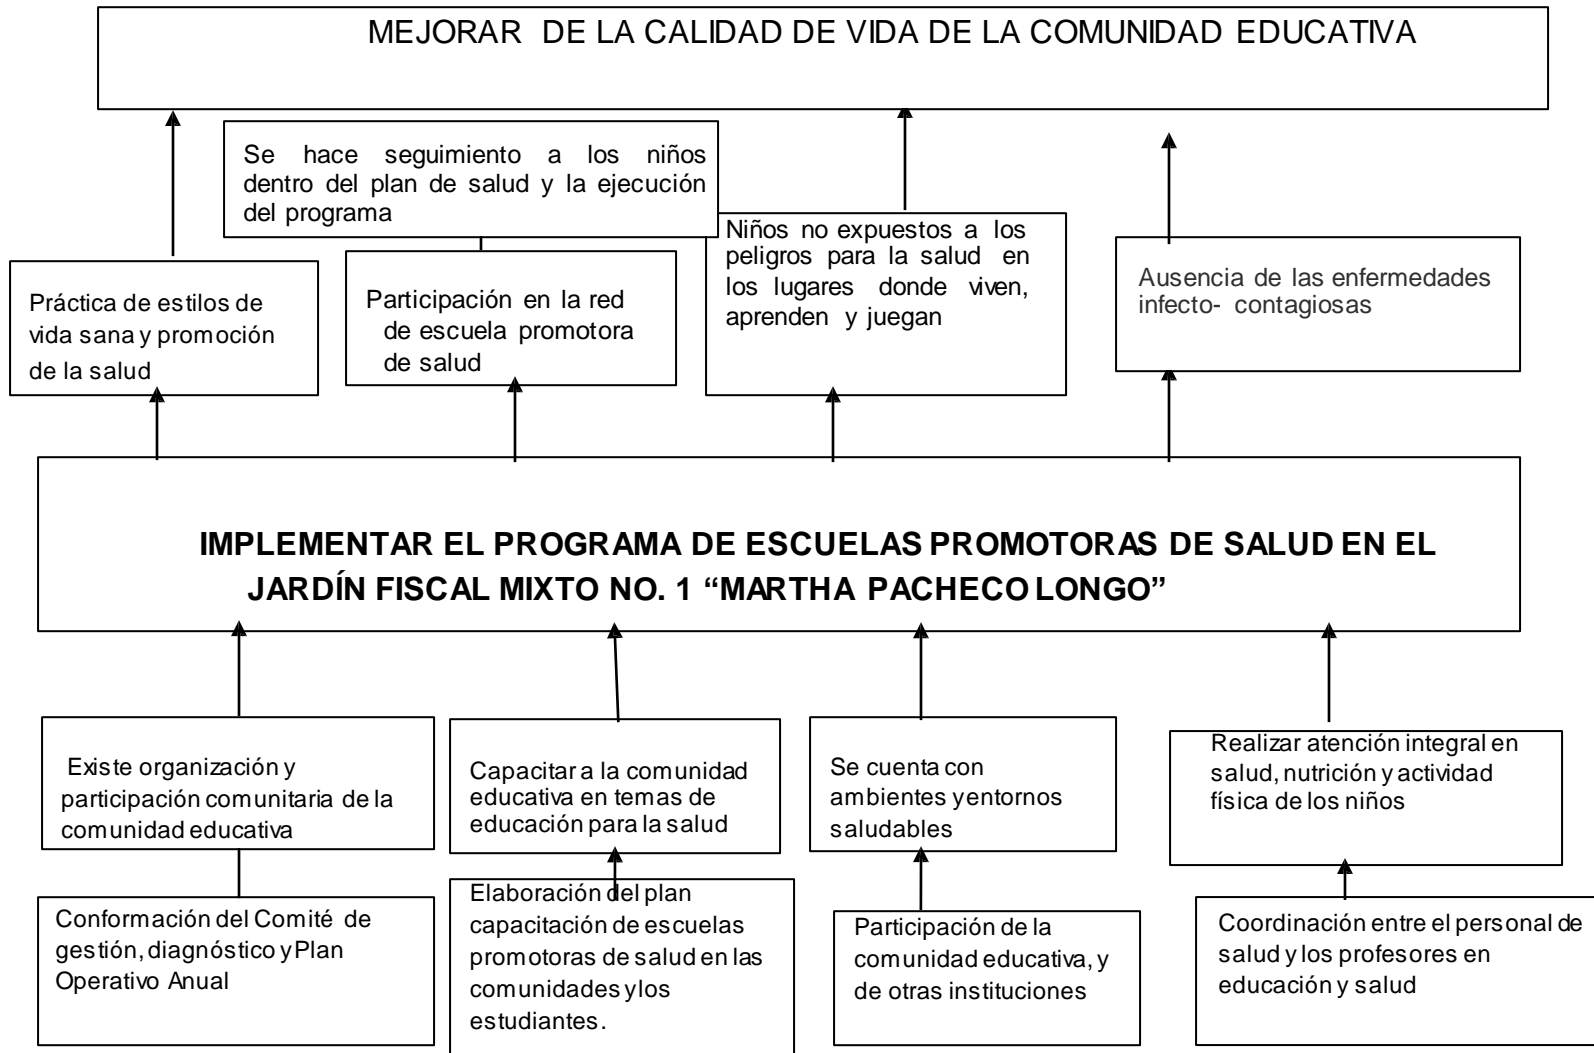 MEJORAR DE LA CALIDAD DE VIDA DE LA COMUNIDAD EDUCATIVA
Se hace seguimiento a los niños
dentro del plan de salud y la ejecución
del programa
Práctica de estilos de
vida sana y promoción
de la salud
Participación en la red
de escuela promotora
de salud
Niños no expuestos a los
peligros para la salud en
los lugares donde viven,
aprenden y juegan
Ausencia de las enfermedades
infecto- contagiosas
IMPLEMENTAR EL PROGRAMA DE ESCUELAS PROMOTORAS DE SALUD EN EL
JARDÍN FISCAL MIXTO NO. 1 “MARTHA PACHECO LONGO”
Existe organización y
participación comunitaria de la
comunidad educativa
Capacitar a la comunidad
educativa en temas de
educación para la salud
Se cuenta con
ambientes y entornos
saludables
Realizar atención integral en
salud, nutrición y actividad
física de los niños
Conformación del Comité de
gestión, diagnóstico y Plan
Operativo Anual
Elaboración del plan
capacitación de escuelas
promotoras de salud en las
comunidades y los
estudiantes.
Participación de la
comunidad educativa, y
de otras instituciones
Coordinación entre el personal de
salud y los profesores en
educación y salud